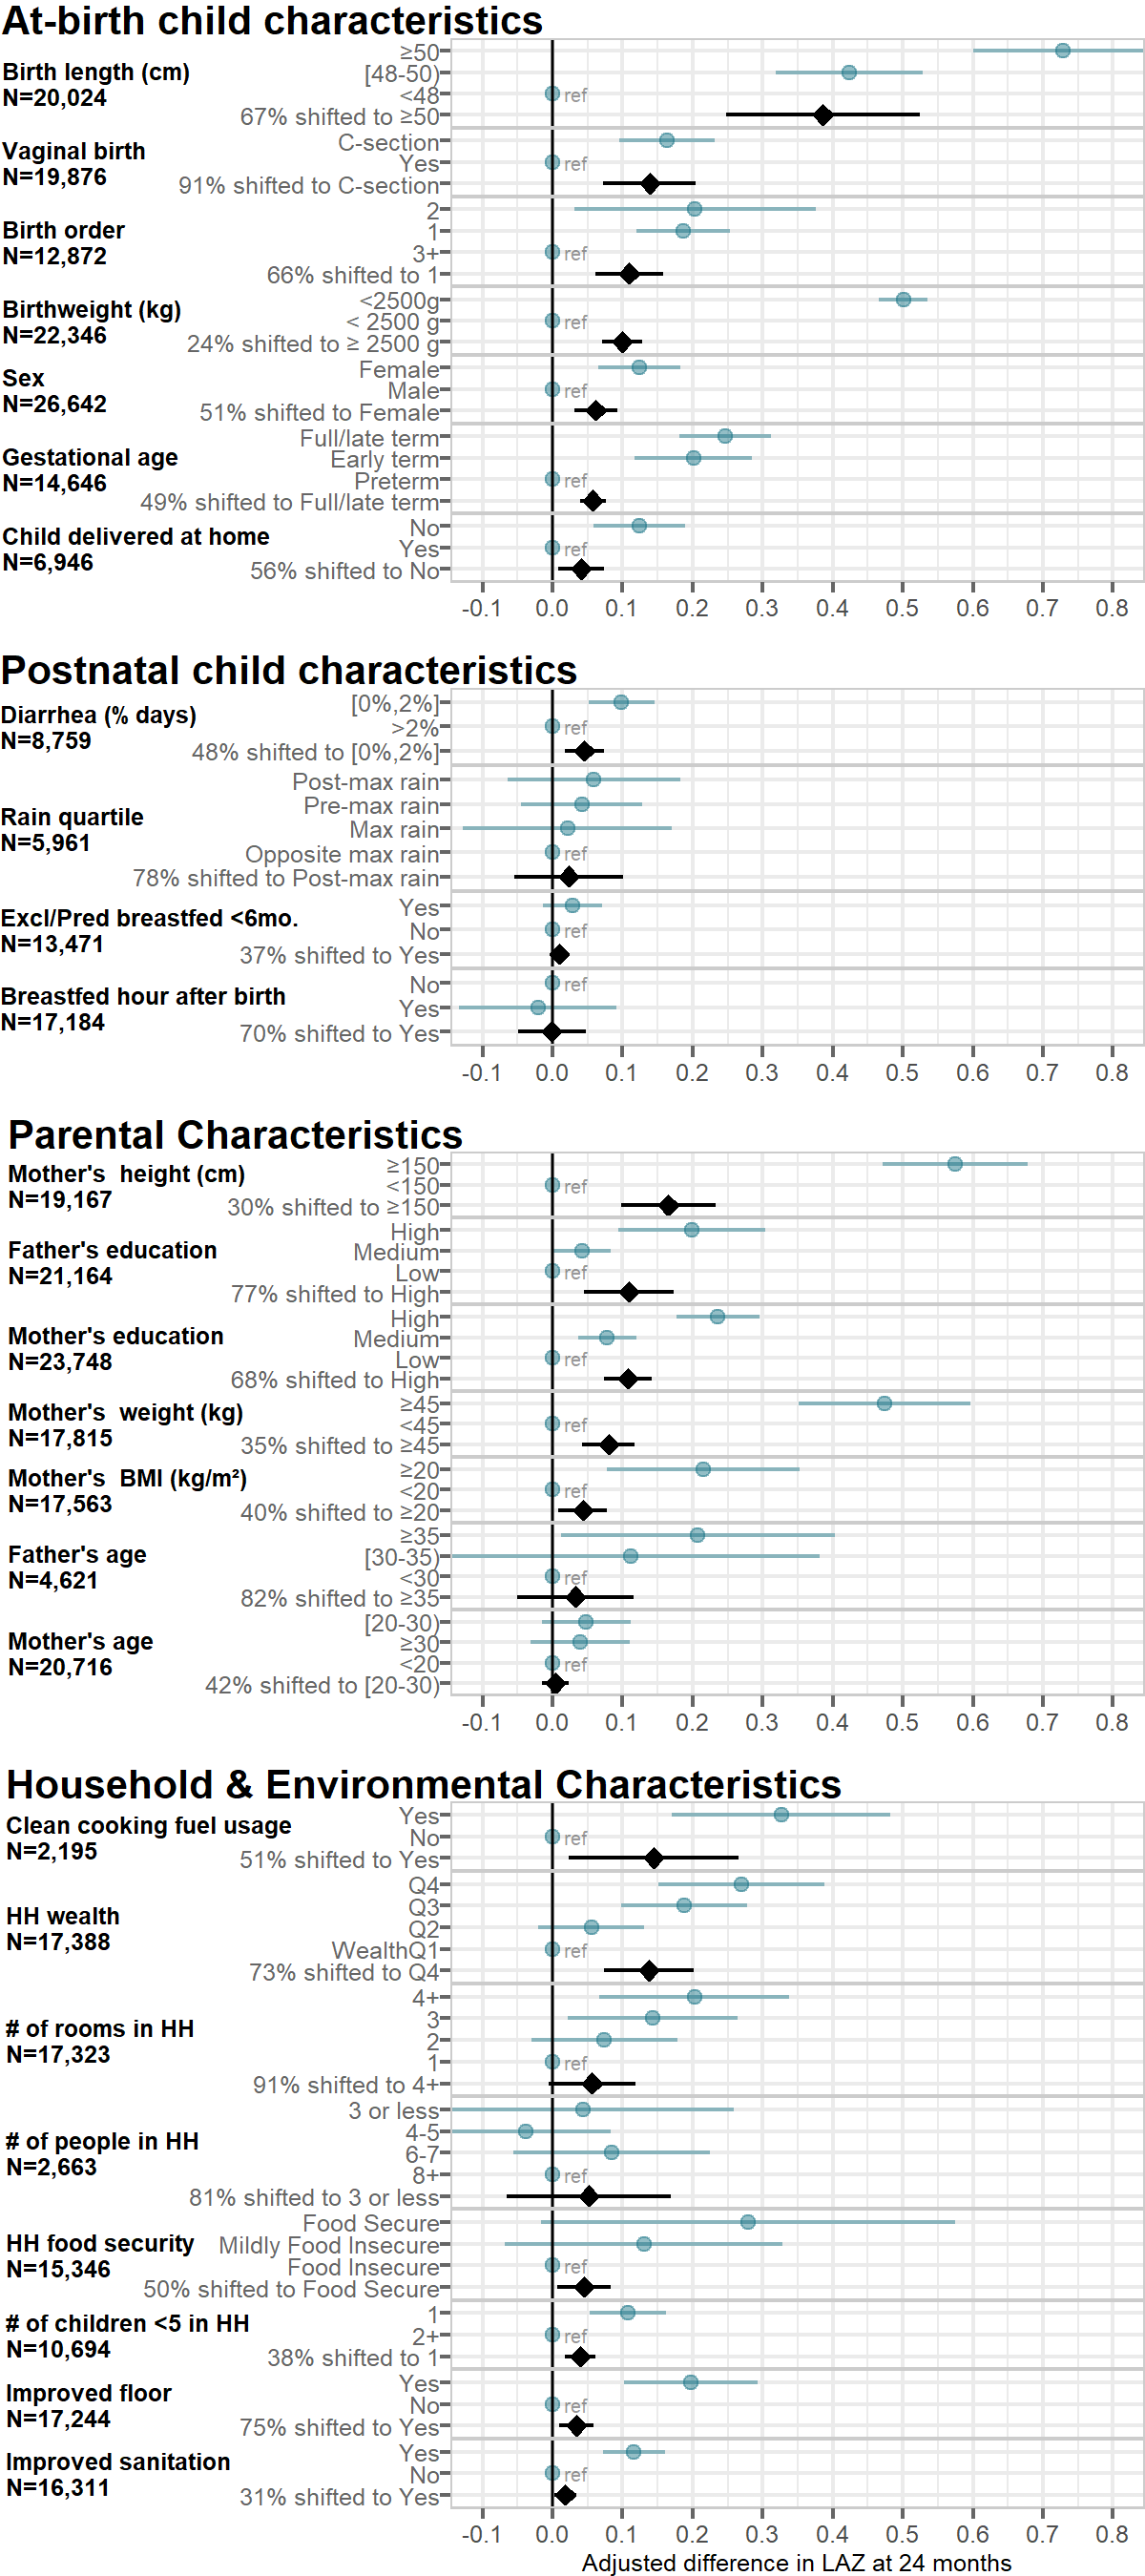 At-birth child characteristics
Birth length (cm)
N=20,024
≥50
[48-50)
<48
ref
67% shifted to ≥50
Vaginal birth
N=19,876
C-section
Yes
ref
91% shifted to C-section
Birth order
N=12,872
2
1
3+
ref
66% shifted to 1
Birthweight (kg)
N=22,346
<2500g
< 2500 g
ref
24% shifted to ≥ 2500 g
Sex
N=26,642
Female
Male
ref
51% shifted to Female
Gestational age
N=14,646
Full/late term
Early term
Preterm
ref
49% shifted to Full/late term
Child delivered at home
N=6,946
No
Yes
ref
56% shifted to No
-0.1 0.0 0.1 0.2 0.3 0.4 0.5 0.6 0.7 0.8
Postnatal child characteristics
Diarrhea (% days)
N=8,759
[0%,2%]
>2%
ref
48% shifted to [0%,2%]
Rain quartile
N=5,961
Post-max rain
Pre-max rain
Max rain
Opposite max rain
ref
78% shifted to Post-max rain
Excl/Pred breastfed <6mo.
N=13,471
Yes
No
ref
37% shifted to Yes
Breastfed hour after birth
N=17,184
No
ref
Yes
70% shifted to Yes
-0.1 0.0 0.1 0.2 0.3 0.4 0.5 0.6 0.7 0.8
Parental Characteristics
Mother's height (cm)
N=19,167
≥150
<150
ref
30% shifted to ≥150
Father's education
N=21,164
High
Medium
Low
ref
77% shifted to High
Mother's education
N=23,748
High
Medium
Low
ref
68% shifted to High
Mother's weight (kg)
N=17,815
≥45
<45
ref
35% shifted to ≥45
Mother's BMI (kg/m²)
N=17,563
≥20
<20
ref
40% shifted to ≥20
Father's age
N=4,621
≥35
[30-35)
<30
ref
82% shifted to ≥35
Mother's age
N=20,716
[20-30)
≥30
<20
ref
42% shifted to [20-30)
-0.1 0.0 0.1 0.2 0.3 0.4 0.5 0.6 0.7 0.8
Household & Environmental Characteristics
Clean cooking fuel usage
N=2,195
Yes
No
ref
51% shifted to Yes
HH wealth
N=17,388
Q4
Q3
Q2
WealthQ1
ref
73% shifted to Q4
# of rooms in HH
N=17,323
4+
3
2
1
ref
91% shifted to 4+
# of people in HH
N=2,663
3 or less
4-5
6-7
8+
ref
81% shifted to 3 or less
HH food security
N=15,346
Food Secure
Mildly Food Insecure
Food Insecure
ref
50% shifted to Food Secure
# of children <5 in HH
N=10,694
1
2+
ref
38% shifted to 1
Improved floor
N=17,244
Yes
No
ref
75% shifted to Yes
Improved sanitation
N=16,311
Yes
No
ref
31% shifted to Yes
-0.1 0.0 0.1 0.2 0.3 0.4 0.5 0.6 0.7 0.8
Adjusted difference in LAZ at 24 months